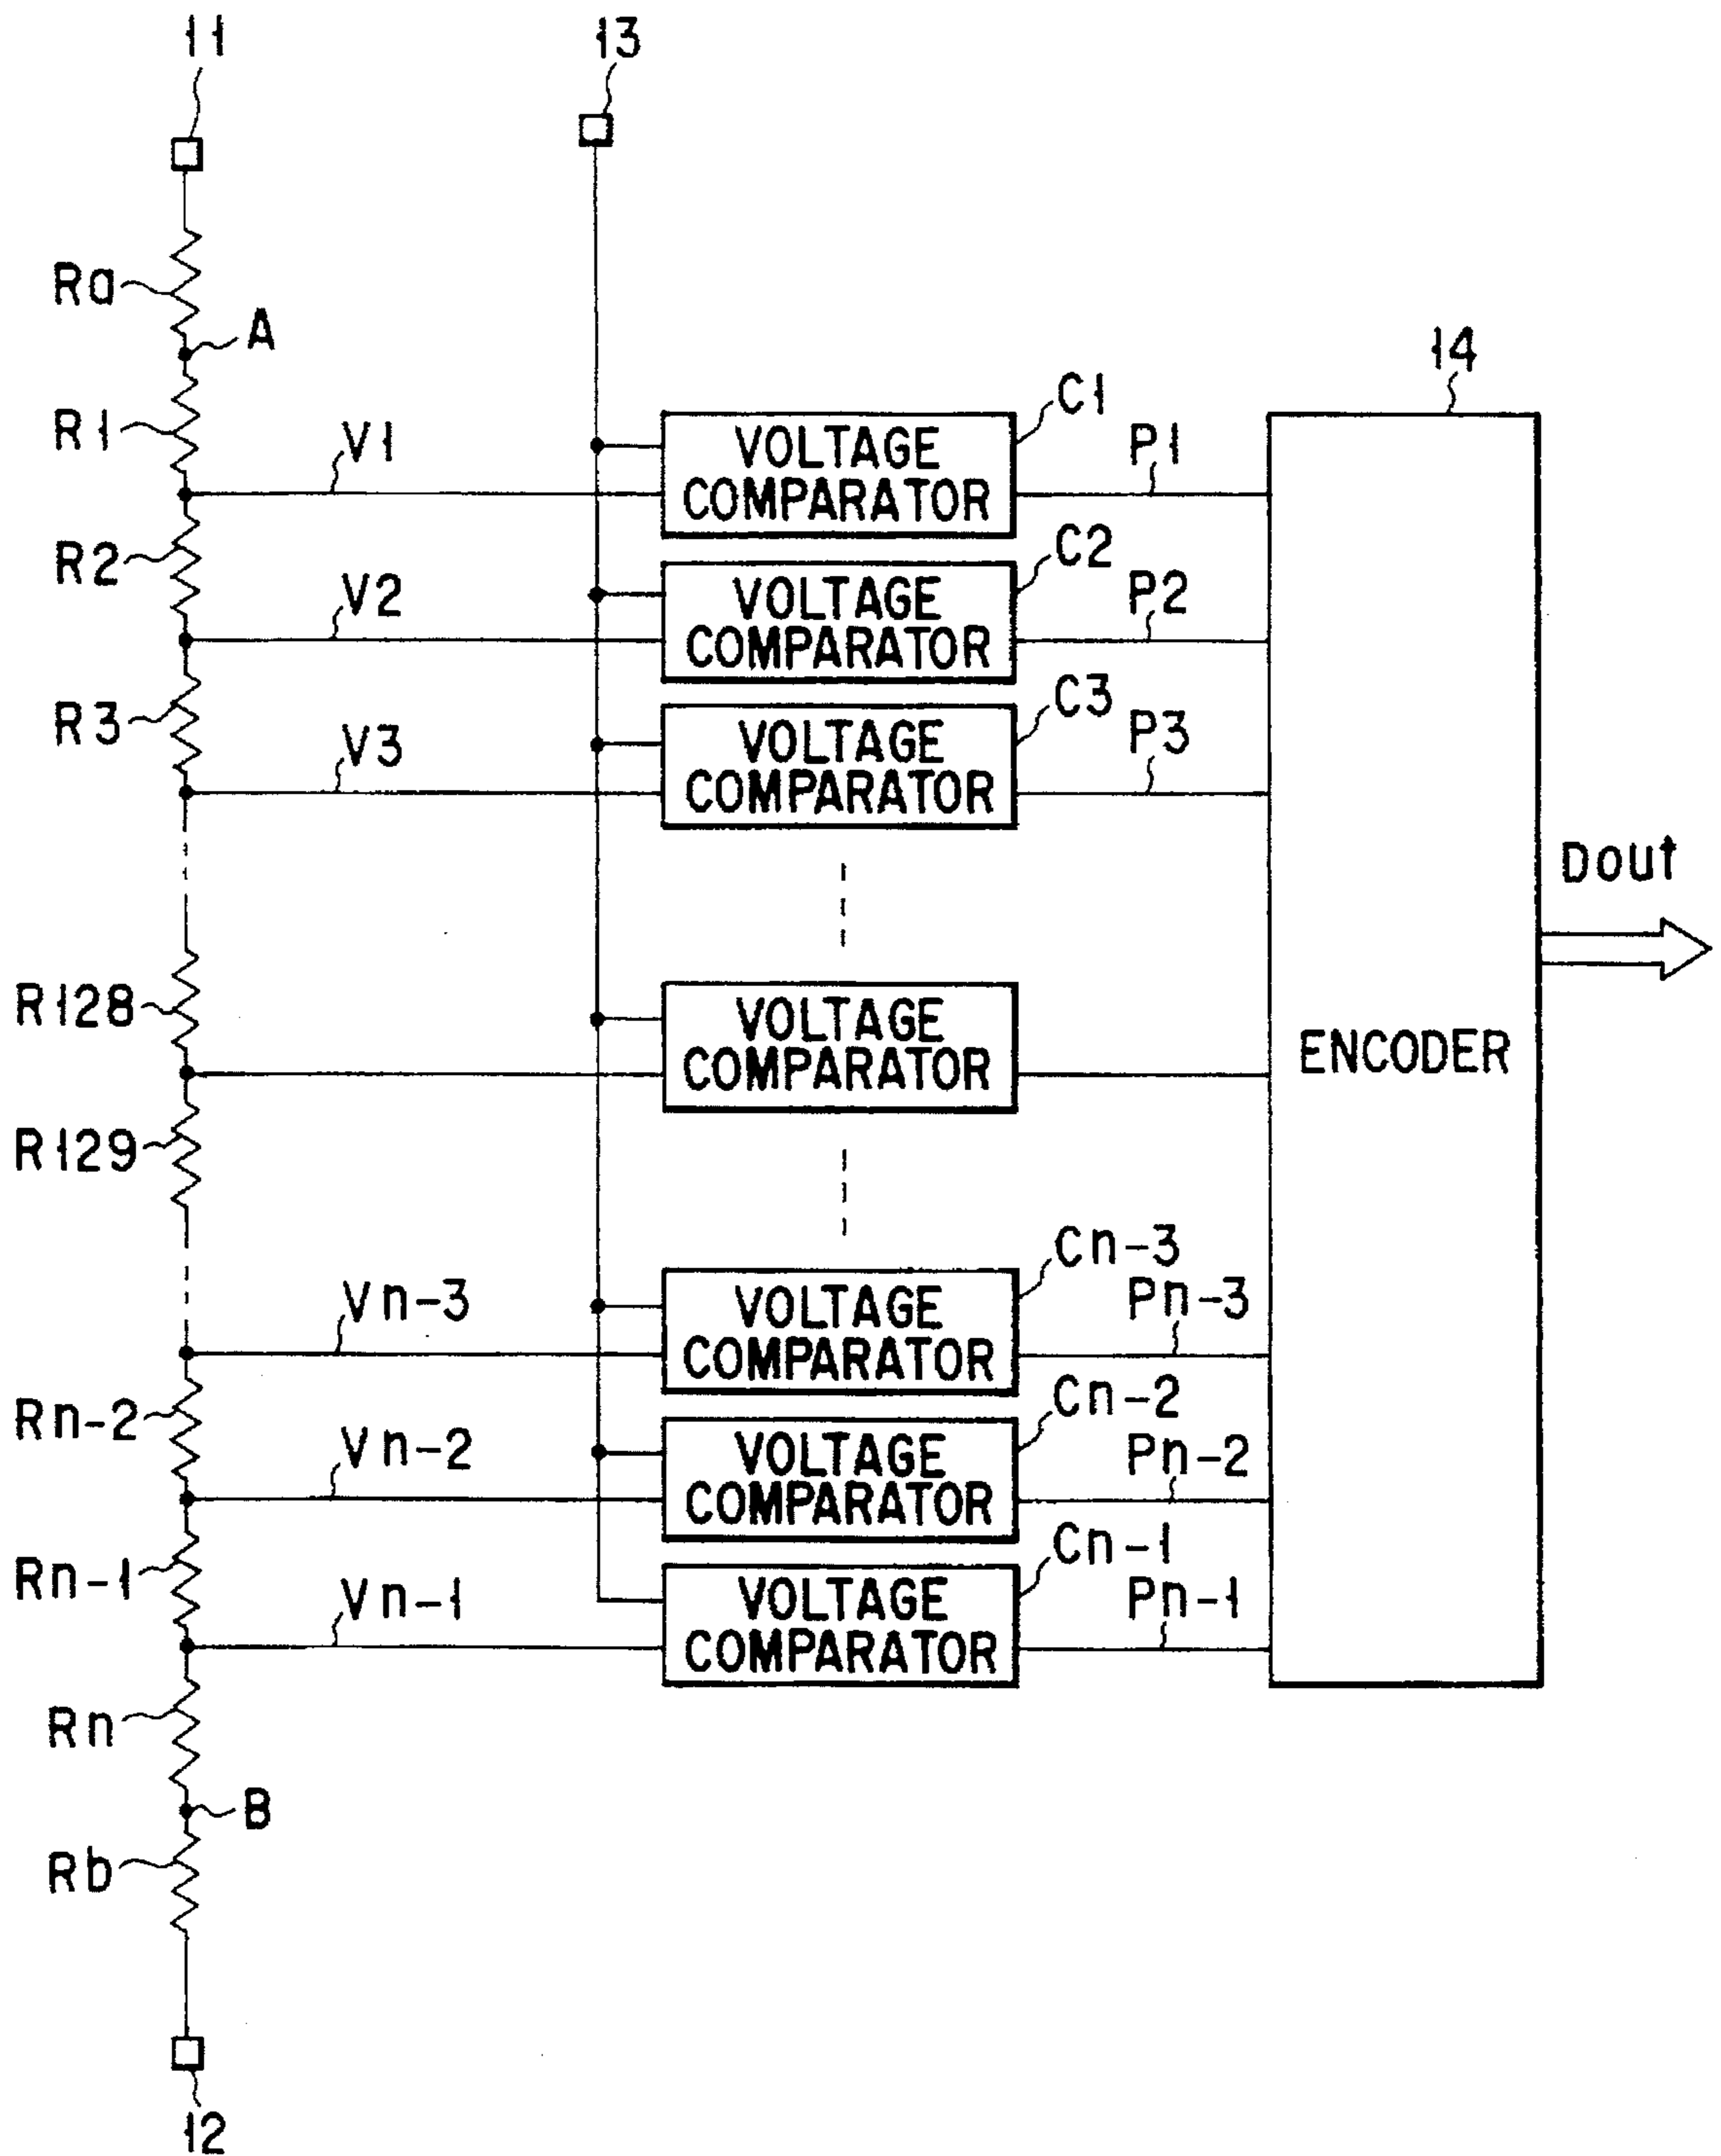 11
13
Ra
A
14
R1
V1
VOLTAGE
COMPARATOR
C1
P1
R2
V2
VOLTAGE
COMPARATOR
C2
P2
R3
V3
VOLTAGE
COMPARATOR
C3
P3
Dout
R128
VOLTAGE
COMPARATOR
ENCODER
R129
Vn-3
VOLTAGE
COMPARATOR
Cn-3
Pn-3
Rn-2
Vn-2
VOLTAGE
COMPARATOR
Cn-2
Pn-2
Rn-1
Vn-1
VOLTAGE
COMPARATOR
Cn-1
Pn-1
Rn
B
Rb
12